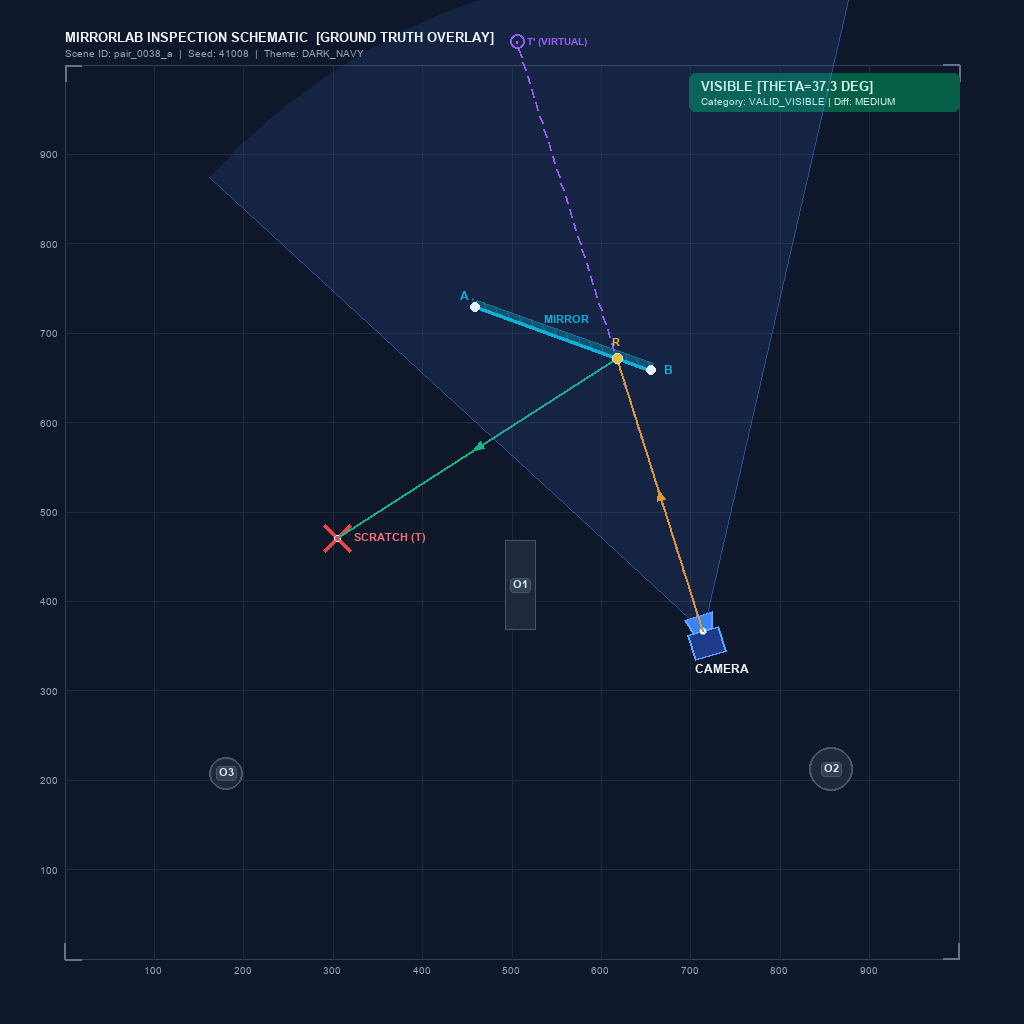 MIRRORLAB INSPECTION SCHEMATIC [GROUND TRUTH OVERLAY]
Scene ID: pair_0038_a | Seed: 41008 | Theme: DARK_NAVY
T' (VIRTUAL)
VISIBLE [THETA=37.3 DEG]
Category: VALID_VISIBLE | Diff: MEDIUM
900
800
A
MIRROR
700
R
B
600
500
SCRATCH (T)
O1
400
CAMERA
300
O3
O2
200
100
100 200 300 400 500 600 700 800 900